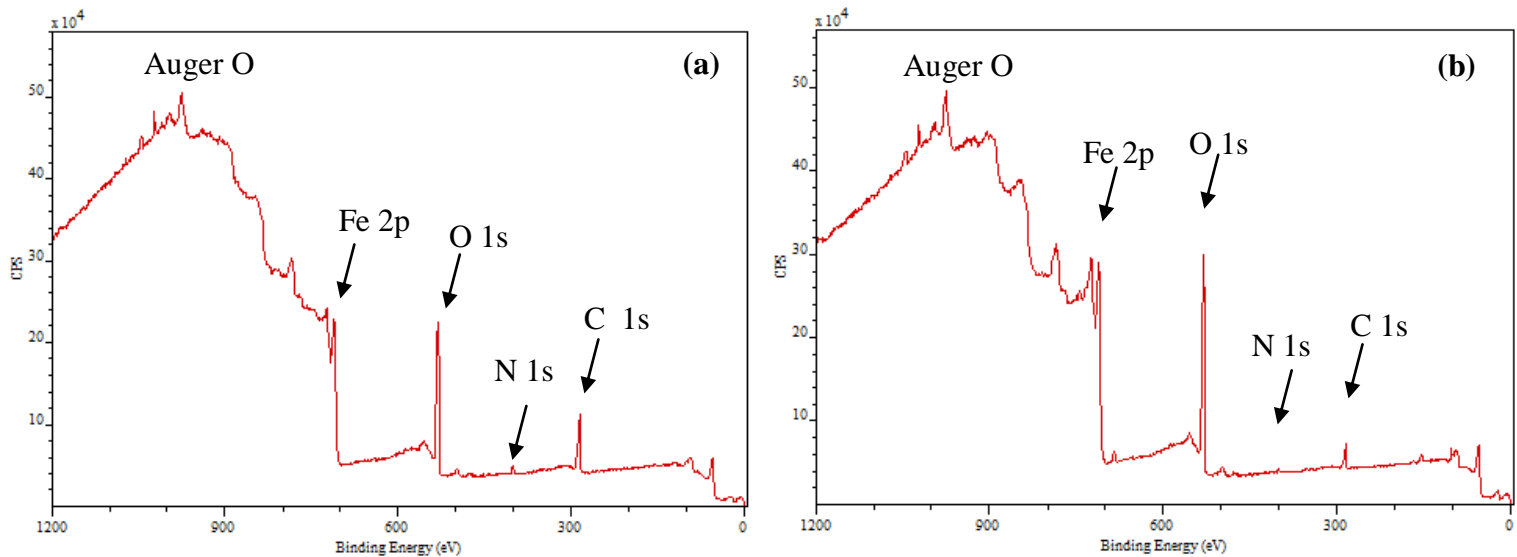 x 10⁴
Auger O
(a)
50
40
30
20
10
CPS
Fe 2p
O 1s
N 1s
C 1s
1200 900 600 300 0
Binding Energy (eV)
x 10⁴
Auger O
(b)
50
40
30
20
10
CPS
Fe 2p
O 1s
N 1s
C 1s
1200 900 600 300 0
Binding Energy (eV)